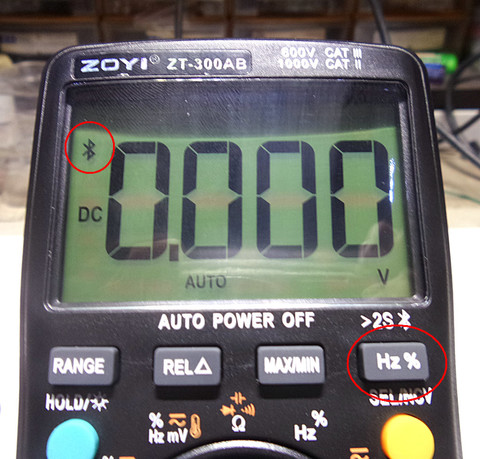 ZOYI® ZT-300AB
600V CAT III
1000V CAT II
DC 0.000
AUTO V
AUTO POWER OFF >2S
RANGE REL△ MAX/MIN Hz %
HOLD/ SEL/NCV
%
Hz mV Ω Hz %
%